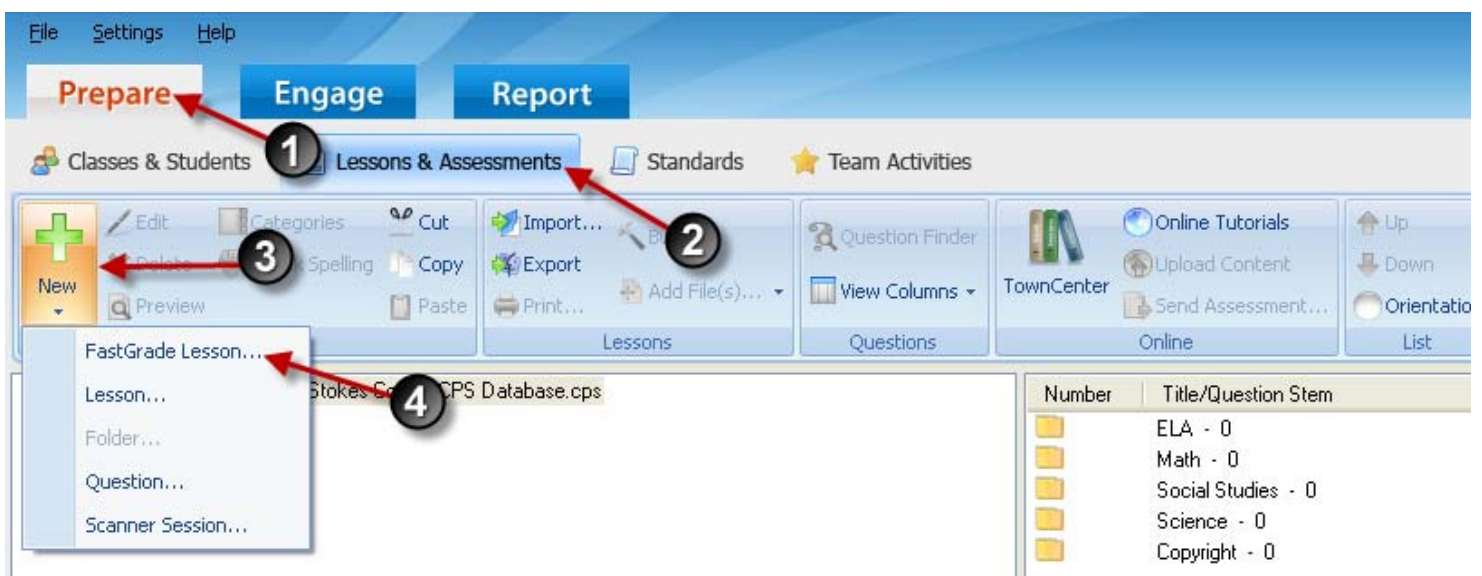 File Settings Help
Prepare Engage Report
1
Classes & Students Lessons & Assessments Standards Team Activities
2
New
Edit Categories Cut
3
Spelling Copy
Preview Paste
Import...
Export
Add File(s)...
Print...
Lessons
Question Finder
View Columns
Questions
TownCenter
Online Tutorials
Upload Content
Send Assessment...
Online
Up
Down
Orientatio
List
FastGrade Lesson...
Lesson...
Folder...
Question...
Scanner Session...
4
Stokes CPS Database.cps
Number Title/Question Stem
ELA - 0
Math - 0
Social Studies - 0
Science - 0
Copyright - 0